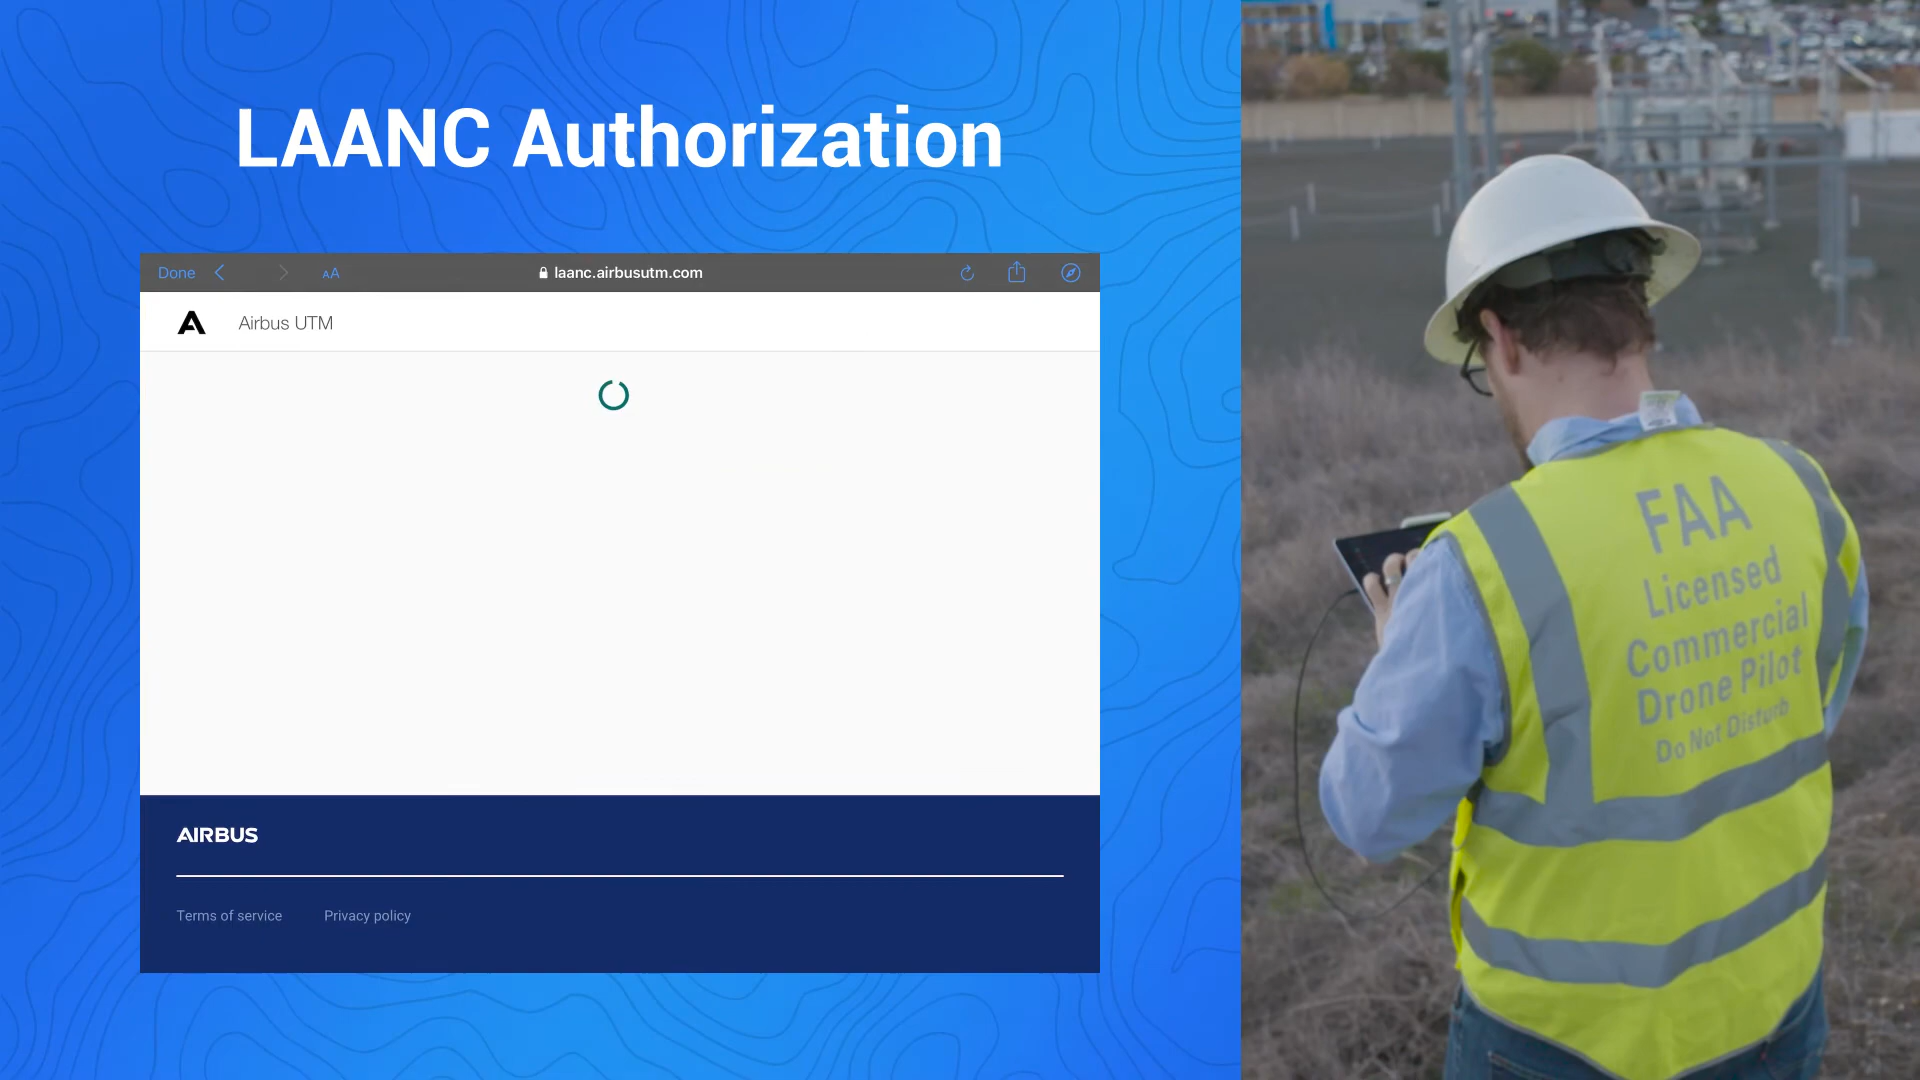 LAANC Authorization
Done
AA
laanc.airbusutm.com
Airbus UTM
AIRBUS
Terms of service
Privacy policy
FAA
Licensed
Commercial
Drone Pilot
Do Not Disturb